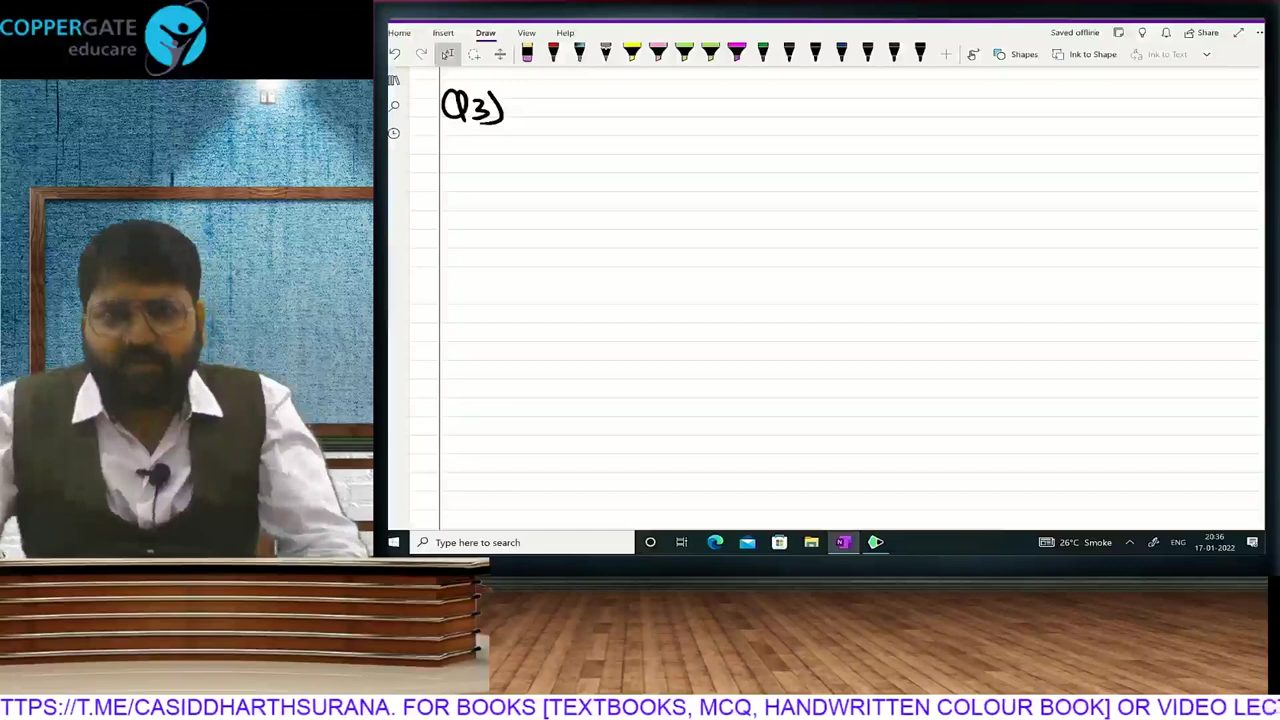 COPPERGATE
educare
Home Insert Draw View Help
Saved offline
Share
Shapes
Ink to Shape
Ink to Text
Q3)
Type here to search
26°C Smoke
ENG
20:36
17-01-2022
TTPS://T.ME/CASIDDHARTHSURANA. FOR BOOKS [TEXTBOOKS, MCQ, HANDWRITTEN COLOUR BOOK] OR VIDEO LEC